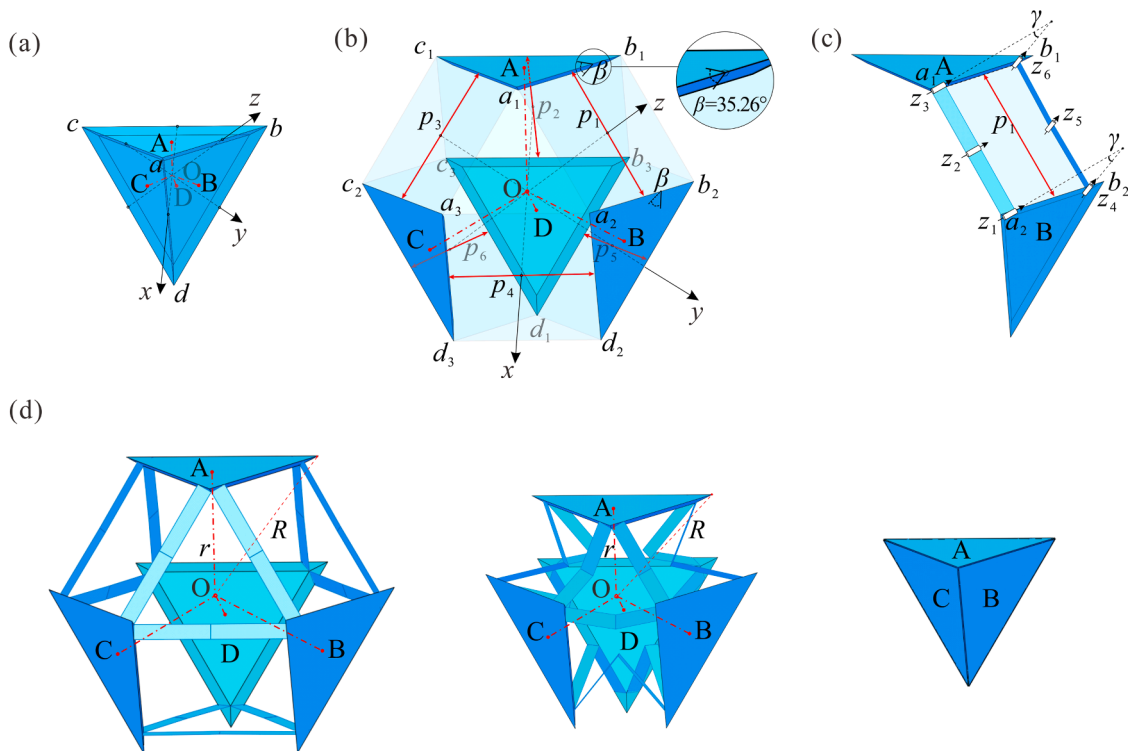 (a)
z
c
b
A
a
O
C
B
D
y
x
d
(b)
c₁
b₁
A
β
a₁
p₂
β=35.26°
z
p₃
p₁
c₃
b₃
c₂
O
β
b₂
a₃
a₂
D
C
B
p₆
p₅
p₄
y
d₁
d₃
d₂
x
(c)
γ
b₁
a₁
A
z₆
z₃
p₁
z₅
z₂
γ
b₂
z₄
z₁
a₂
B
(d)
A
r
R
O
C
B
D
A
r
R
O
C
B
D
A
C
B